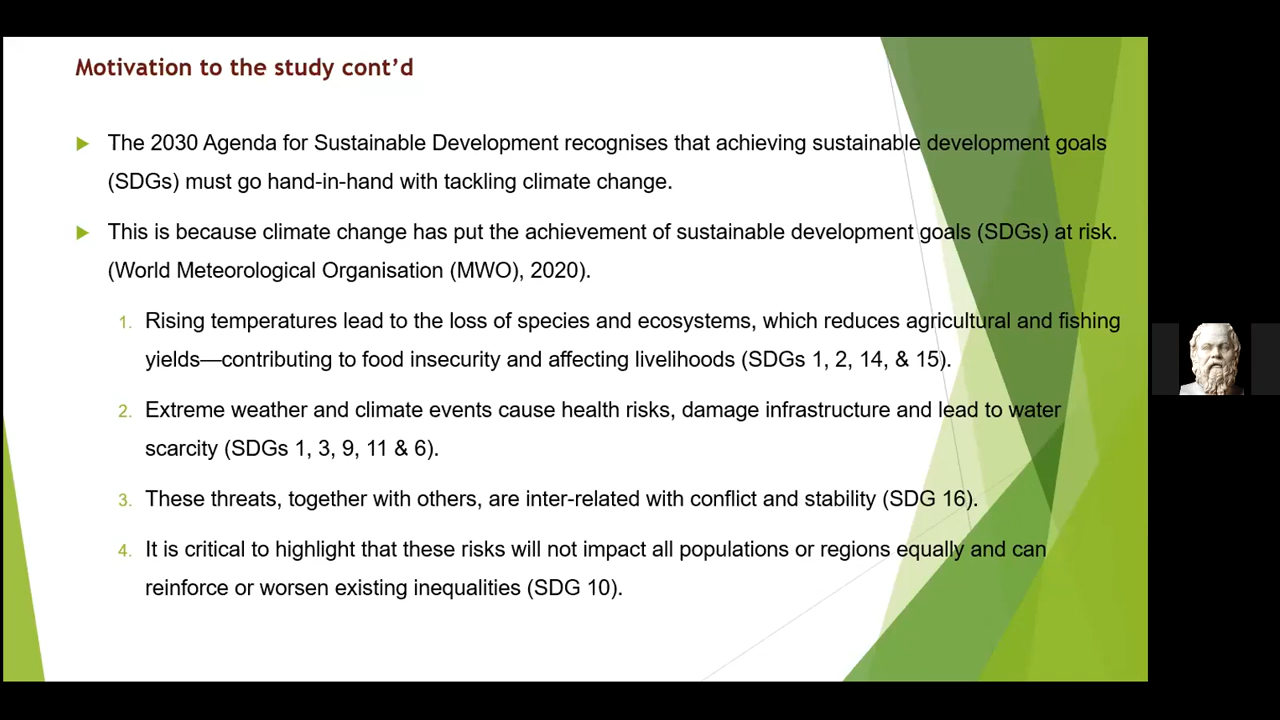 Motivation to the study cont’d
The 2030 Agenda for Sustainable Development recognises that achieving sustainable development goals
(SDGs) must go hand-in-hand with tackling climate change.
This is because climate change has put the achievement of sustainable development goals (SDGs) at risk.
(World Meteorological Organisation (MWO), 2020).
1. Rising temperatures lead to the loss of species and ecosystems, which reduces agricultural and fishing
yields—contributing to food insecurity and affecting livelihoods (SDGs 1, 2, 14, & 15).
2. Extreme weather and climate events cause health risks, damage infrastructure and lead to water
scarcity (SDGs 1, 3, 9, 11 & 6).
3. These threats, together with others, are inter-related with conflict and stability (SDG 16).
4. It is critical to highlight that these risks will not impact all populations or regions equally and can
reinforce or worsen existing inequalities (SDG 10).